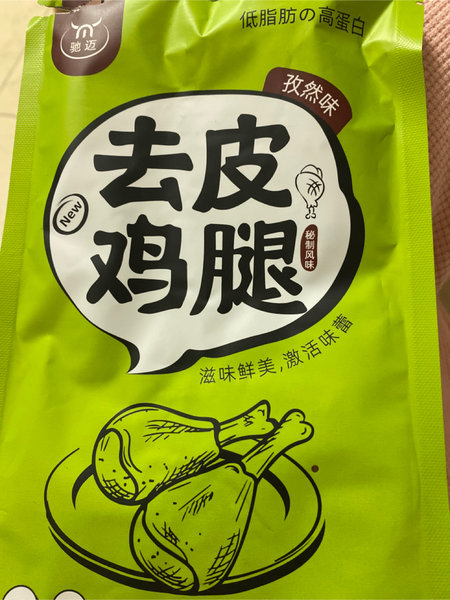 驰迈
低脂肪の高蛋白
孜然味
去皮
鸡腿
New
秘制风味
滋味鲜美,激活味蕾